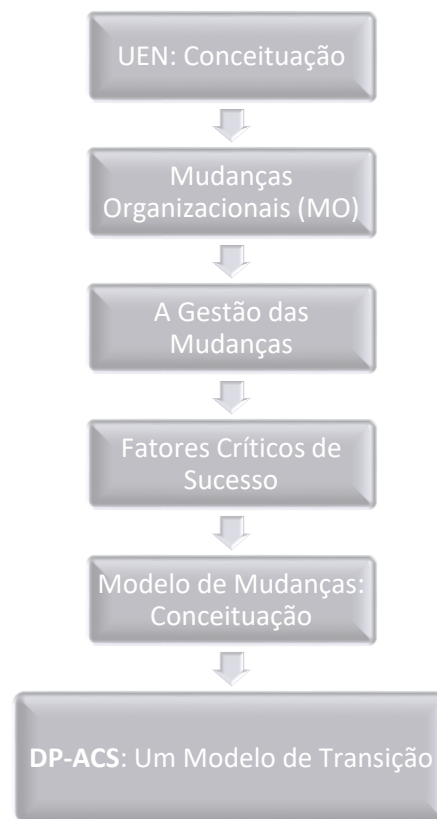 UEN: Conceituação
Mudanças
Organizacionais (MO)
A Gestão das
Mudanças
Fatores Críticos de
Sucesso
Modelo de Mudanças:
Conceituação
DP-ACS: Um Modelo de Transição